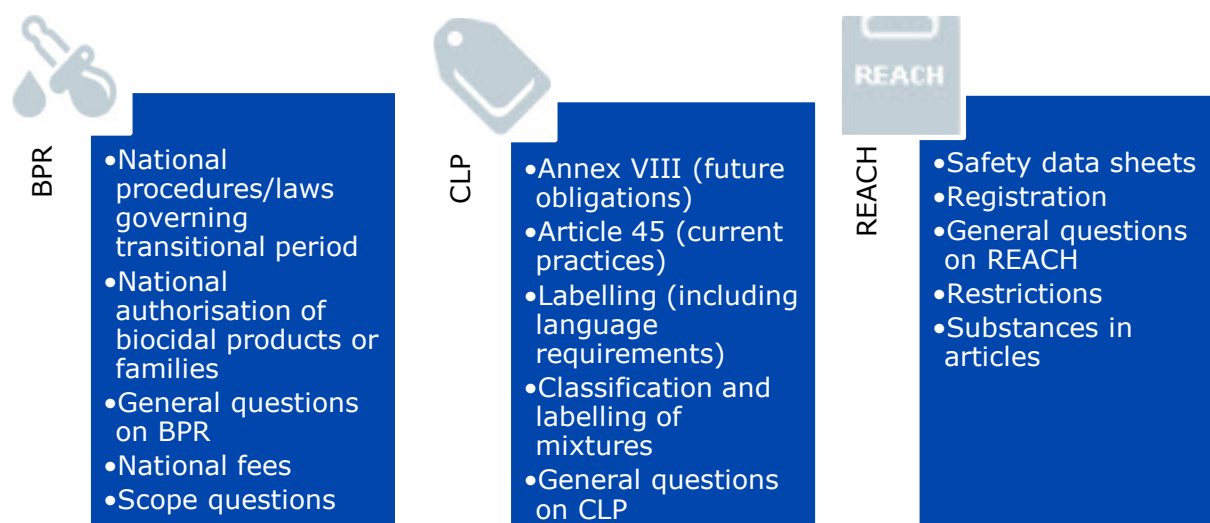 BPR
•National
procedures/laws
governing
transitional period
•National
authorisation of
biocidal products or
families
•General questions
on BPR
•National fees
•Scope questions
CLP
•Annex VIII (future
obligations)
•Article 45 (current
practices)
•Labelling (including
language
requirements)
•Classification and
labelling of
mixtures
•General questions
on CLP
REACH
REACH
•Safety data sheets
•Registration
•General questions
on REACH
•Restrictions
•Substances in
articles